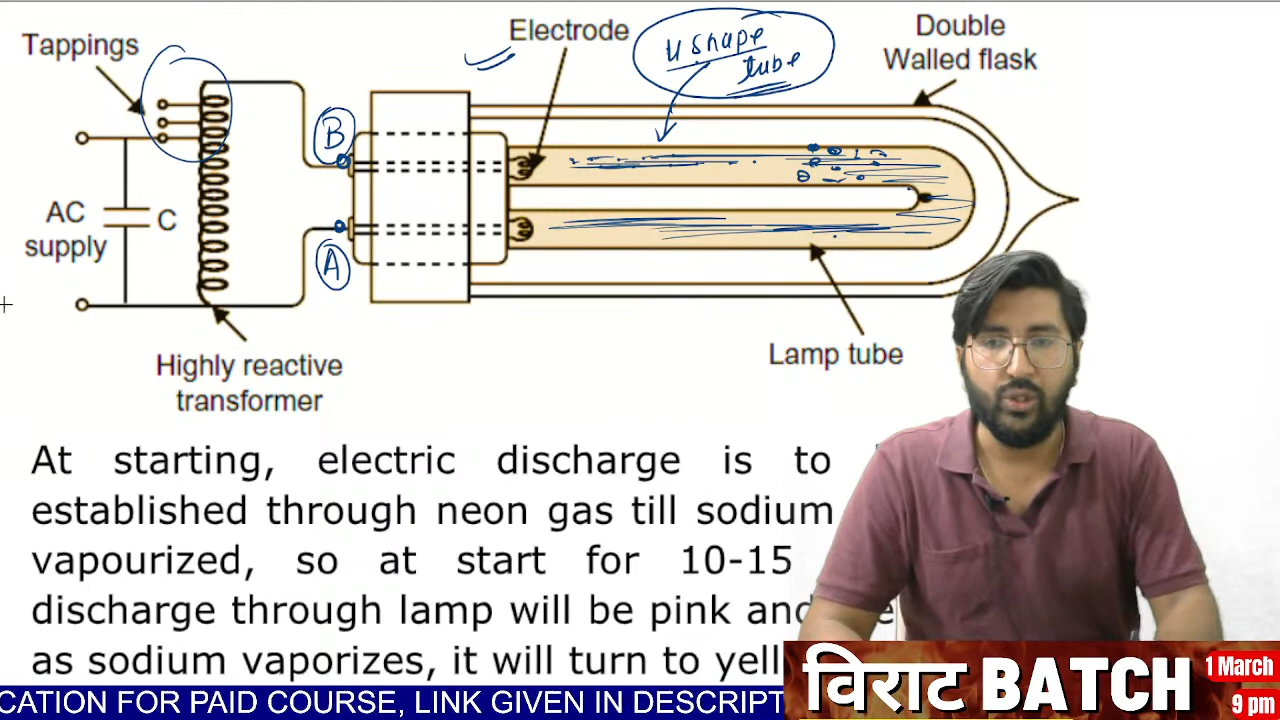 Tappings
Electrode
U shape
tube
Double
Walled flask
B
AC
supply
C
A
Lamp tube
Highly reactive
transformer
At starting, electric discharge is to
established through neon gas till sodium
vapourized, so at start for 10-15
discharge through lamp will be pink and
as sodium vaporizes, it will turn to yell
विराट BATCH
1 March
9 pm
CATION FOR PAID COURSE, LINK GIVEN IN DESCRIPT